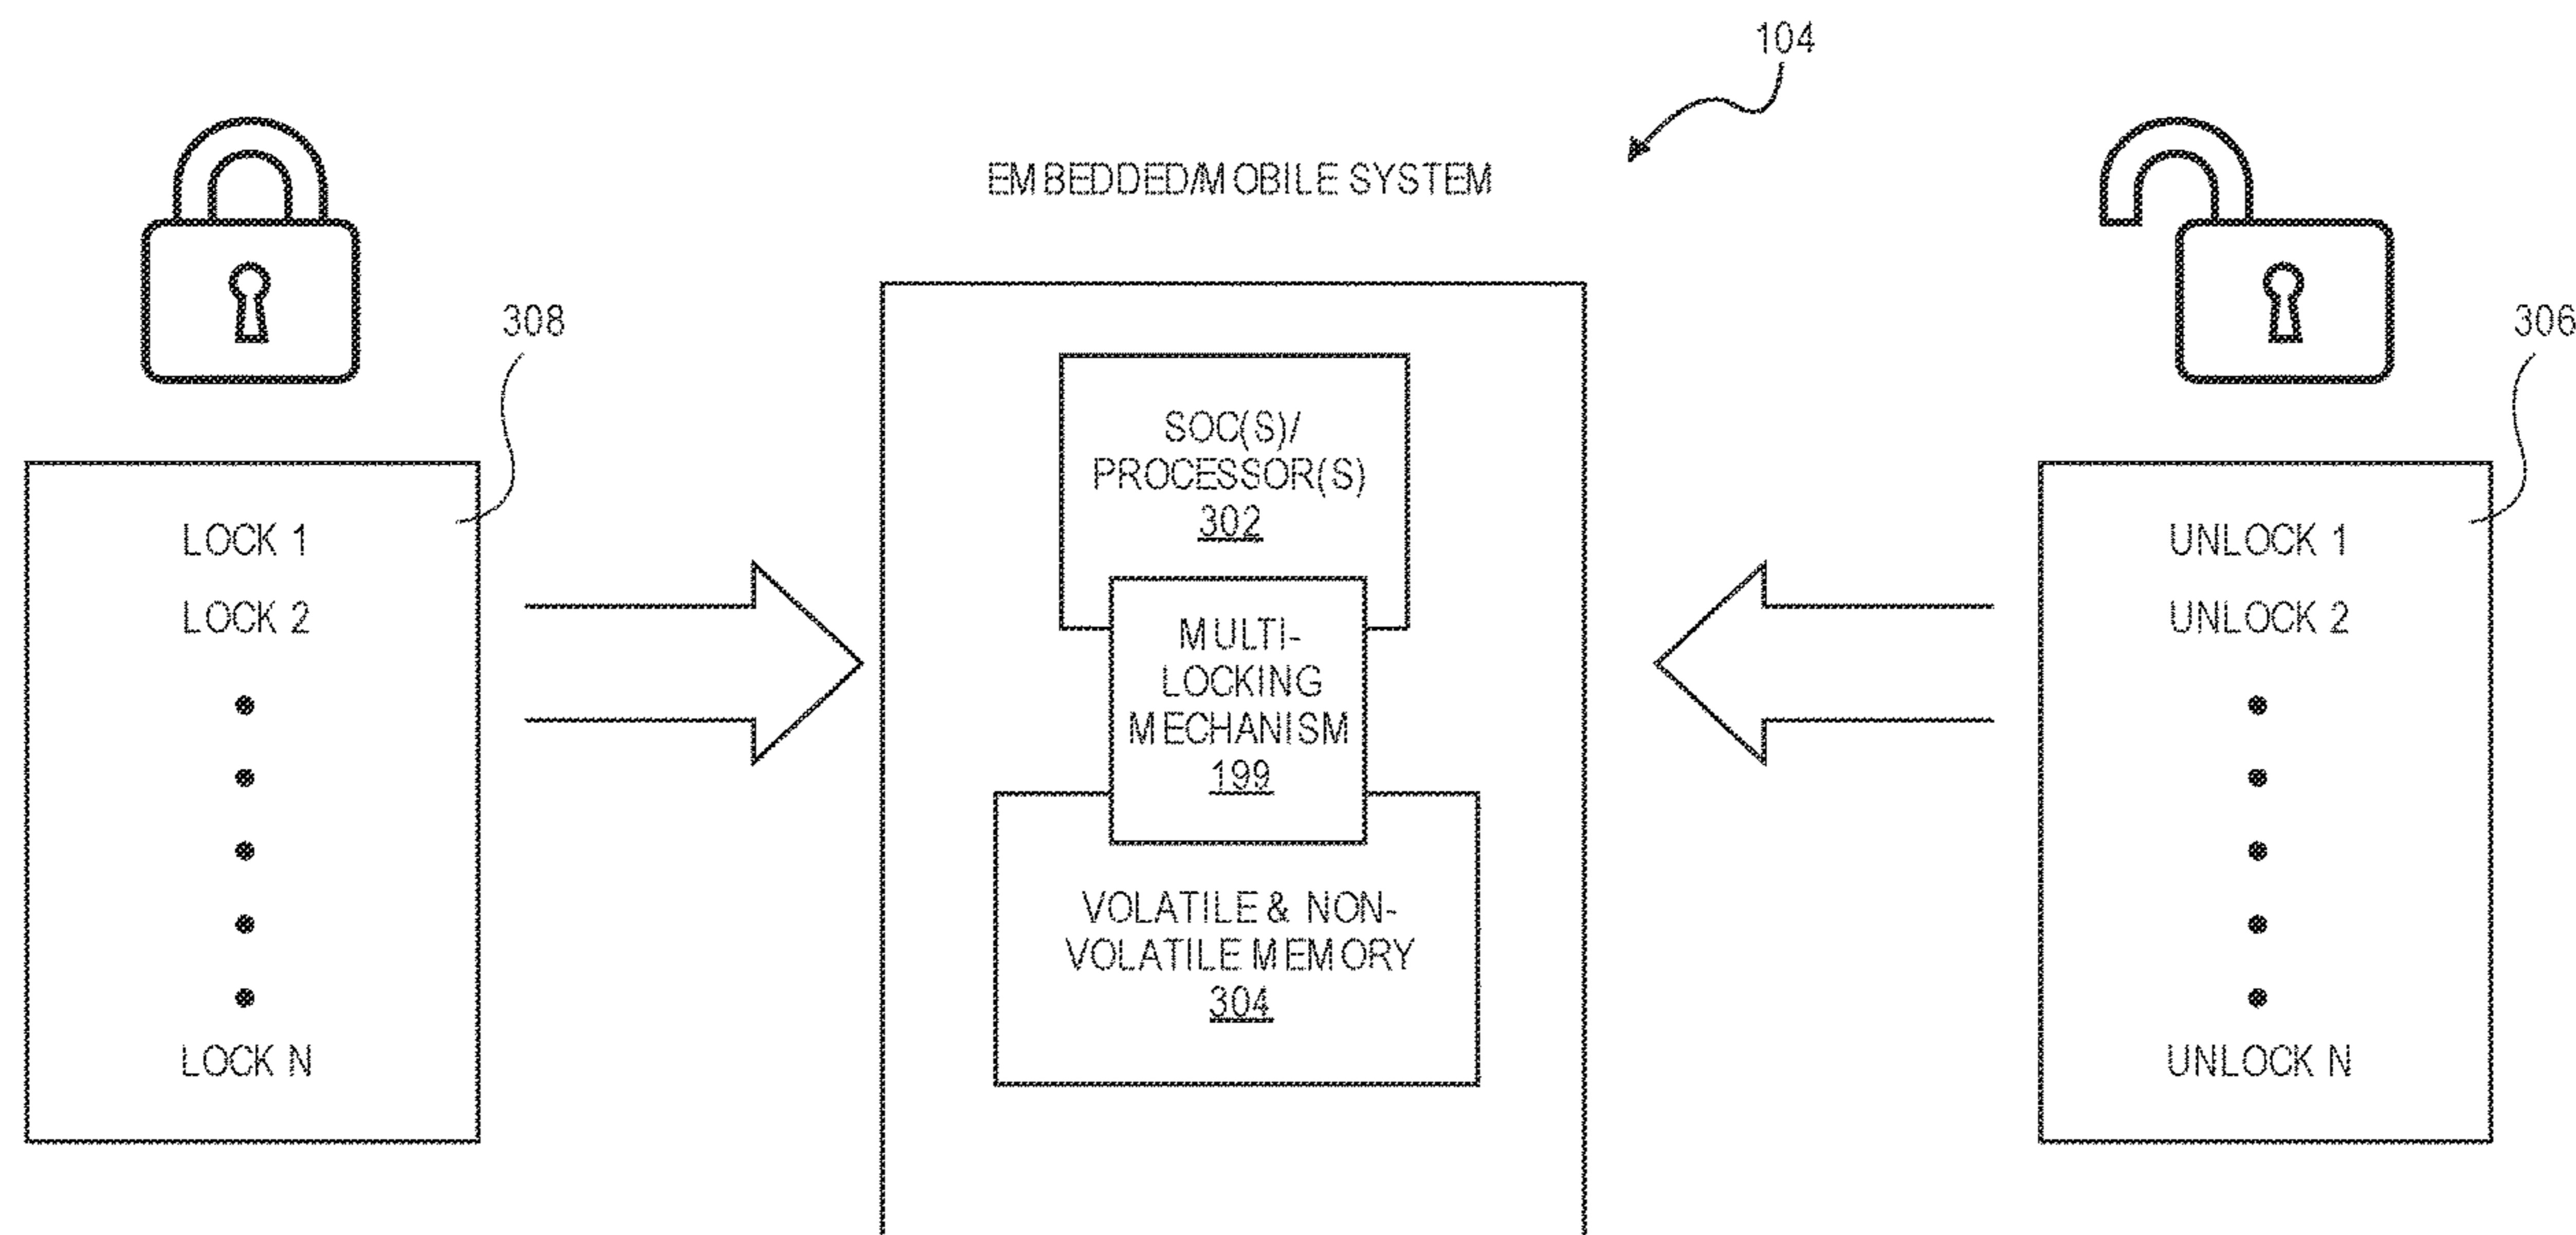 104
EMBEDDED/MOBILE SYSTEM
308
306
LOCK 1
LOCK 2
LOCK N
SOC(S)/
PROCESSOR(S)
302
MULTI-
LOCKING
MECHANISM
199
VOLATILE & NON-
VOLATILE MEMORY
304
UNLOCK 1
UNLOCK 2
UNLOCK N